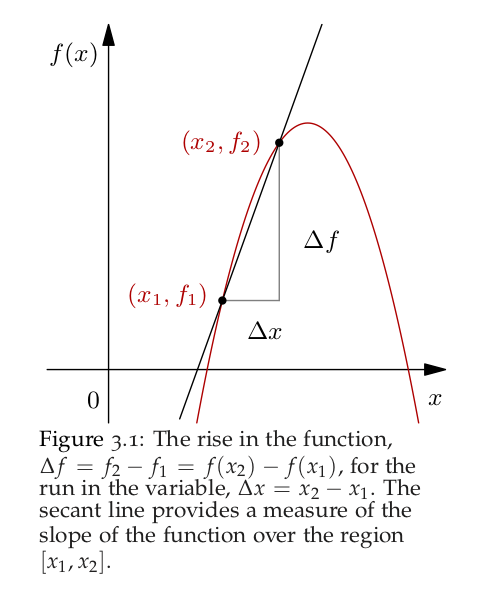 f(x)
(x₂, f₂)
Δf
(x₁, f₁)
Δx
0
x
Figure 3.1: The rise in the function,
Δf = f₂ − f₁ = f(x₂) − f(x₁), for the
run in the variable, Δx = x₂ − x₁. The
secant line provides a measure of the
slope of the function over the region
[x₁, x₂].